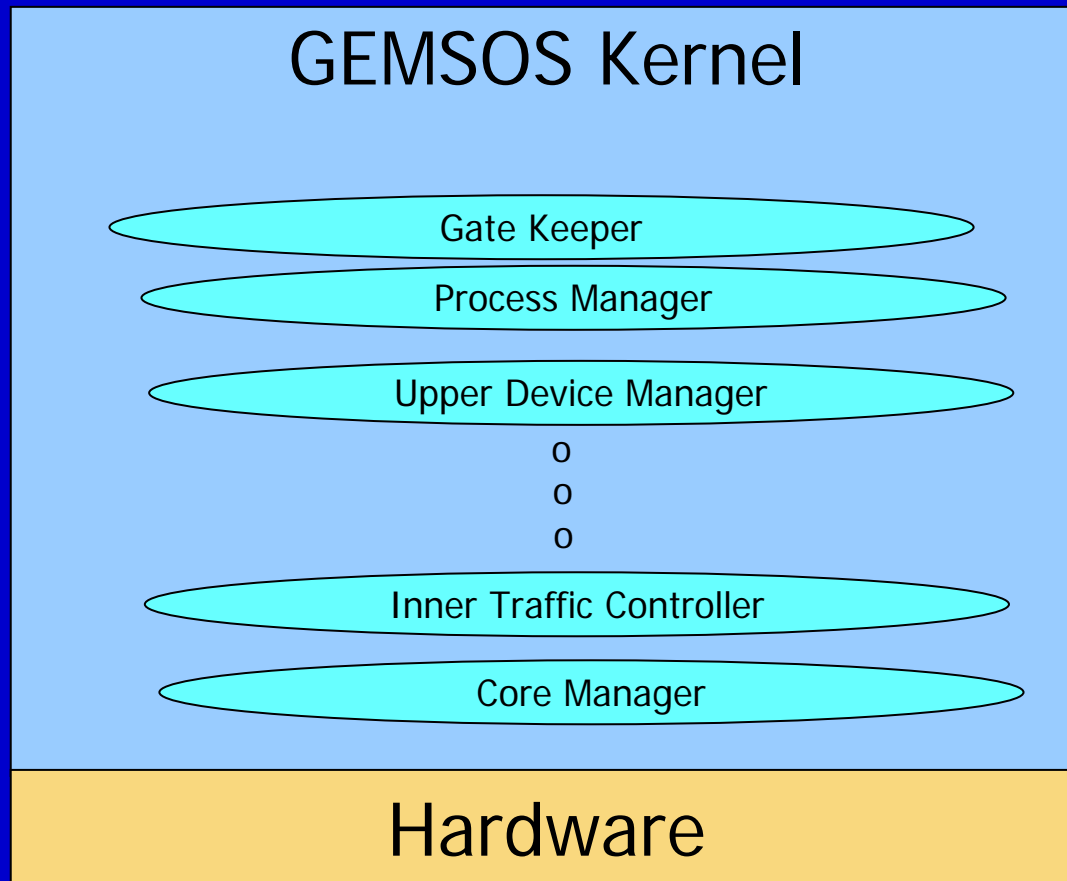 GEMSOS Kernel
Gate Keeper
Process Manager
Upper Device Manager
o
o
o
Inner Traffic Controller
Core Manager
Hardware